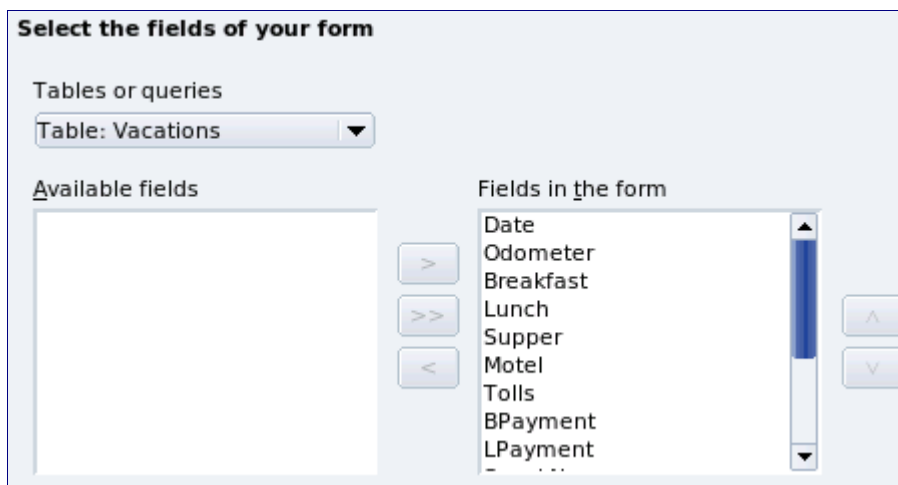 Select the fields of your form
Tables or queries
Table: Vacations
Available fields
Fields in the form
Date
Odometer
Breakfast
Lunch
Supper
Motel
Tolls
BPayment
LPayment
>
>>
<
^
v